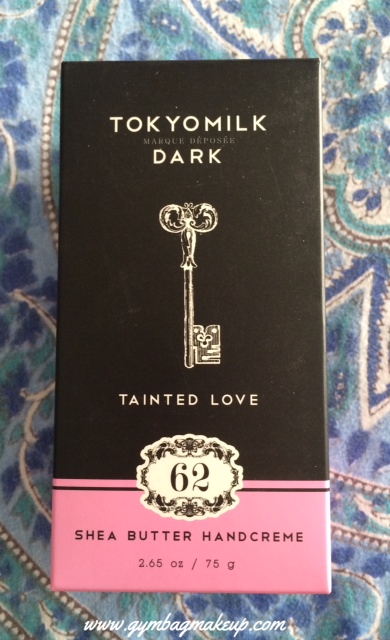 TOKYOMILK
MARQUE DÉPOSÉE
DARK
TAINTED LOVE
62
SHEA BUTTER HANDCREME
2.65 oz / 75 g
www.gymbagmakeup.com